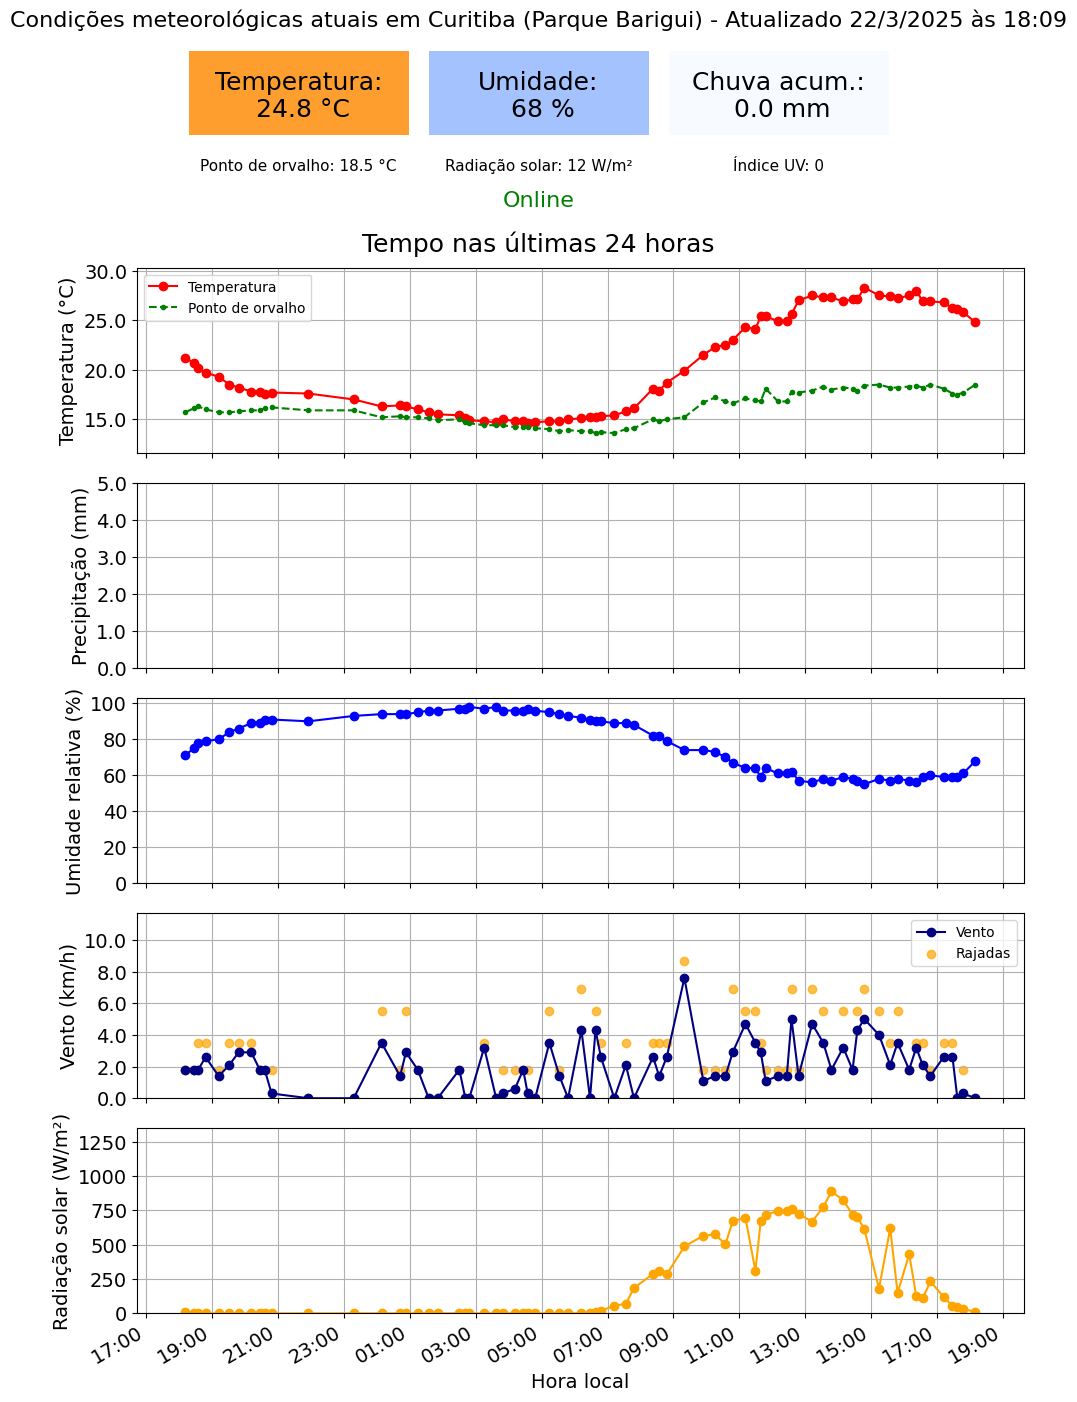 Condições meteorológicas atuais em Curitiba (Parque Barigui) - Atualizado 22/3/2025 às 18:09
Temperatura:
24.8 °C
Umidade:
68 %
Chuva acum.:
0.0 mm
Ponto de orvalho: 18.5 °C
Radiação solar: 12 W/m²
Índice UV: 0
Online
Tempo nas últimas 24 horas
Temperatura (°C)
30.0
25.0
20.0
15.0
Temperatura
Ponto de orvalho
Precipitação (mm)
5.0
4.0
3.0
2.0
1.0
0.0
Umidade relativa (%)
100
80
60
40
20
0
Vento (km/h)
10.0
8.0
6.0
4.0
2.0
0.0
Vento
Rajadas
Radiação solar (W/m²)
1250
1000
750
500
250
0
17:00
19:00
21:00
23:00
01:00
03:00
05:00
07:00
09:00
11:00
13:00
15:00
17:00
19:00
Hora local